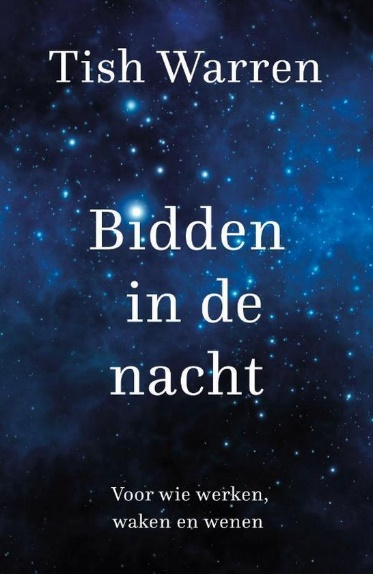 Tish Warren
Bidden
in de
nacht
Voor wie werken,
waken en wenen